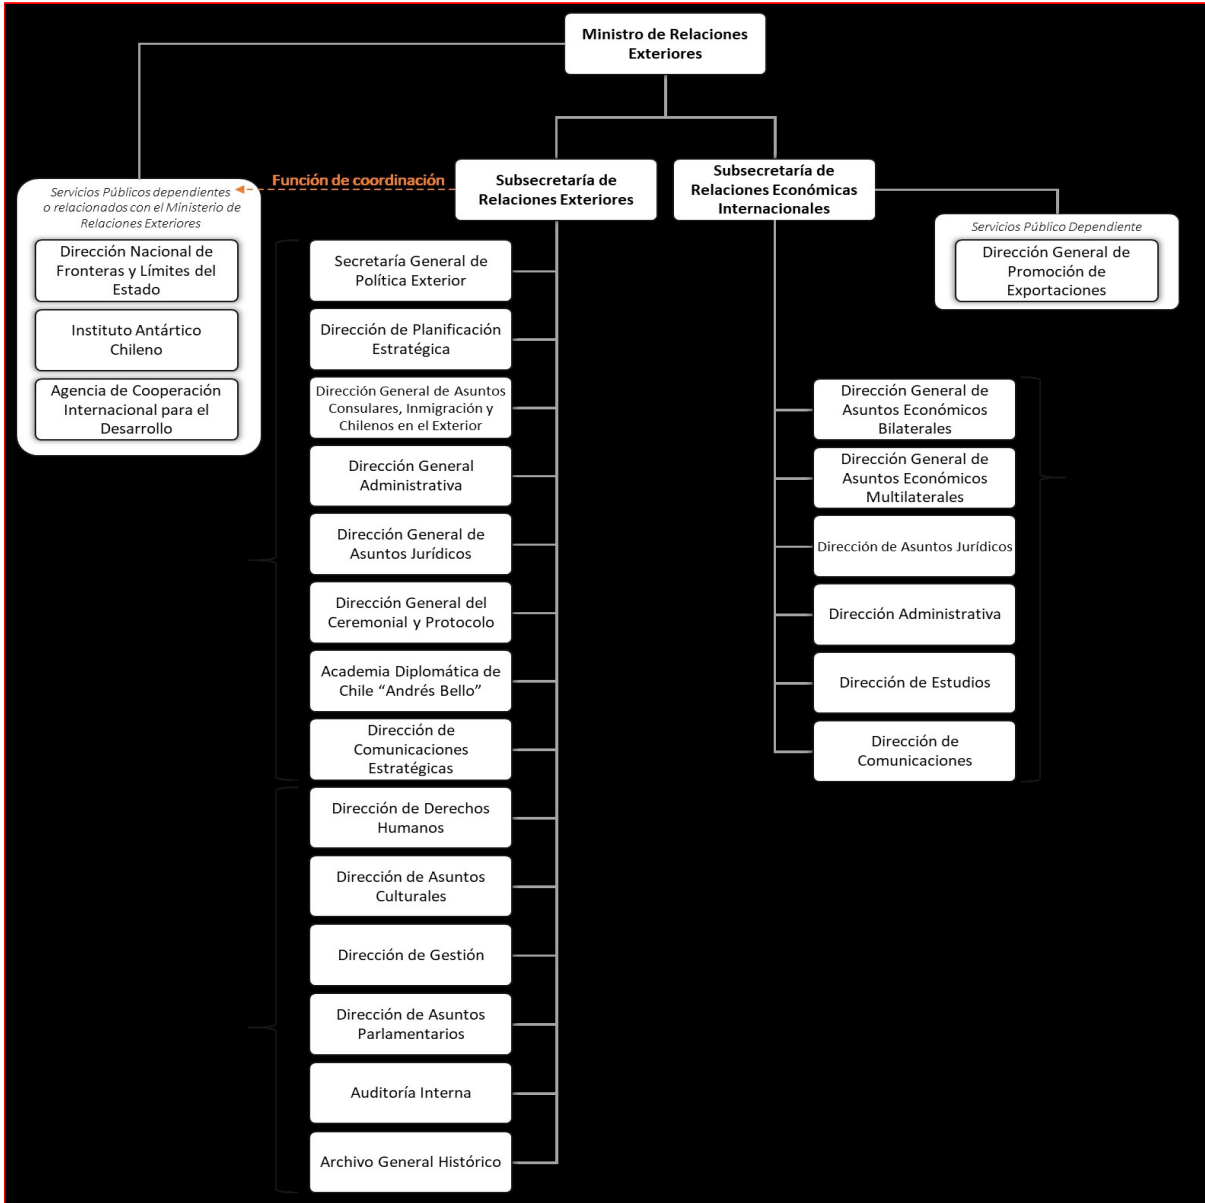 Ministro de Relaciones
Exteriores
Servicios Públicos dependientes
o relacionados con el Ministerio de
Relaciones Exteriores
Dirección Nacional de
Fronteras y Límites del
Estado
Instituto Antártico
Chileno
Agencia de Cooperación
Internacional para el
Desarrollo
Función de coordinación
Subsecretaría de
Relaciones Exteriores
Secretaría General de
Política Exterior
Dirección de Planificación
Estratégica
Dirección General de Asuntos
Consulares, Inmigración y
Chilenos en el Exterior
Dirección General
Administrativa
Dirección General de
Asuntos Jurídicos
Dirección General del
Ceremonial y Protocolo
Academia Diplomática de
Chile “Andrés Bello”
Dirección de
Comunicaciones
Estratégicas
Dirección de Derechos
Humanos
Dirección de Asuntos
Culturales
Dirección de Gestión
Dirección de Asuntos
Parlamentarios
Auditoría Interna
Archivo General Histórico
Subsecretaría de
Relaciones Económicas
Internacionales
Servicios Público Dependiente
Dirección General de
Promoción de
Exportaciones
Dirección General de
Asuntos Económicos
Bilaterales
Dirección General de
Asuntos Económicos
Multilaterales
Dirección de Asuntos Jurídicos
Dirección Administrativa
Dirección de Estudios
Dirección de
Comunicaciones